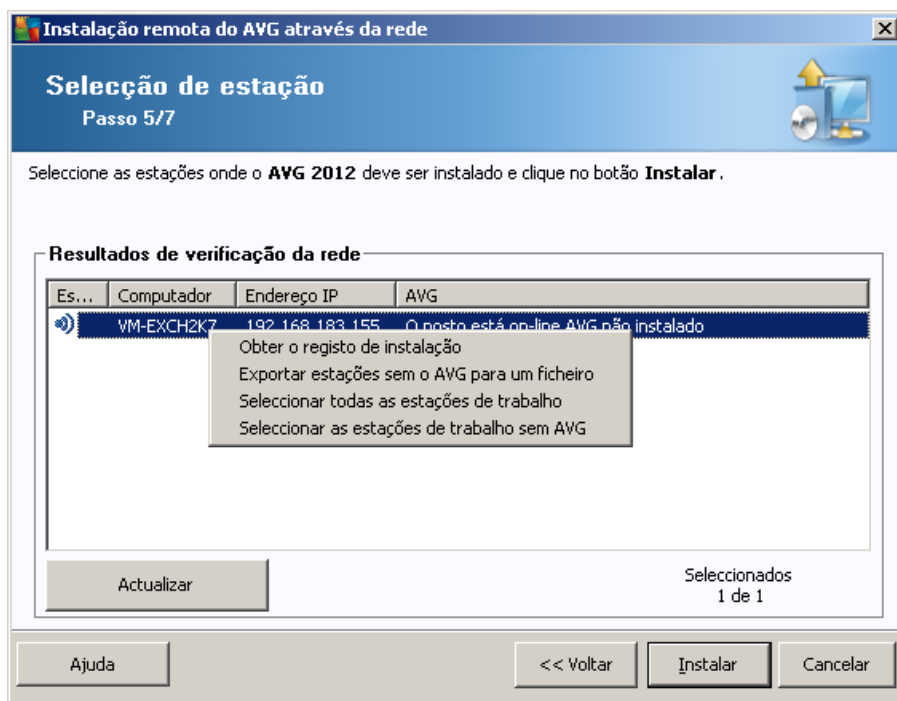 Instalação remota do AVG através da rede
Selecção de estação
Passo 5/7
Seleccione as estações onde o AVG 2012 deve ser instalado e clique no botão Instalar.
Resultados de verificação da rede
Es... Computador Endereço IP AVG
VM-EXCH2K7 192.168.183.155 O posto está on-line AVG não instalado
Obter o registo de instalação
Exportar estações sem o AVG para um ficheiro
Seleccionar todas as estações de trabalho
Seleccionar as estações de trabalho sem AVG
Actualizar
Seleccionados
1 de 1
Ajuda << Voltar Instalar Cancelar